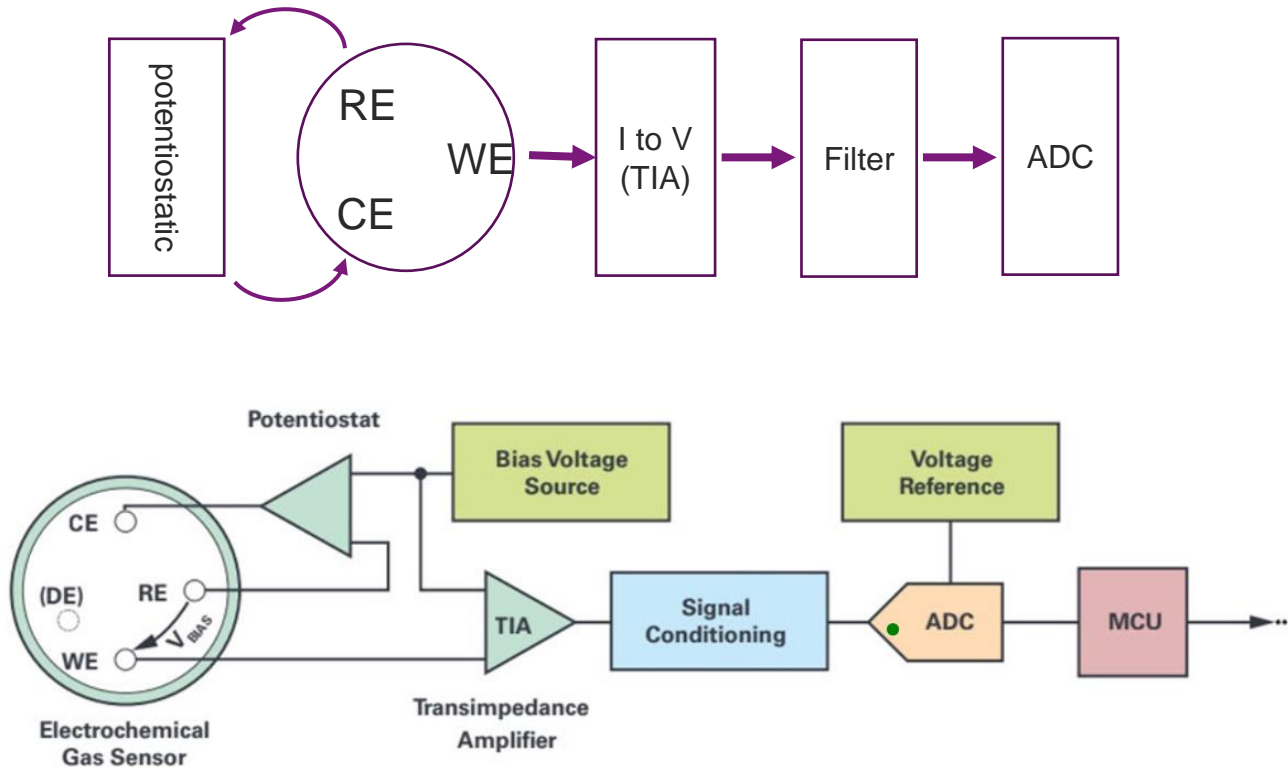 potentiostatic
RE
WE
CE
I to V
(TIA)
Filter
ADC
Potentiostat
Bias Voltage
Source
Voltage
Reference
CE
(DE)
RE
V BIAS
WE
TIA
Signal
Conditioning
ADC
MCU
Transimpedance
Amplifier
Electrochemical
Gas Sensor